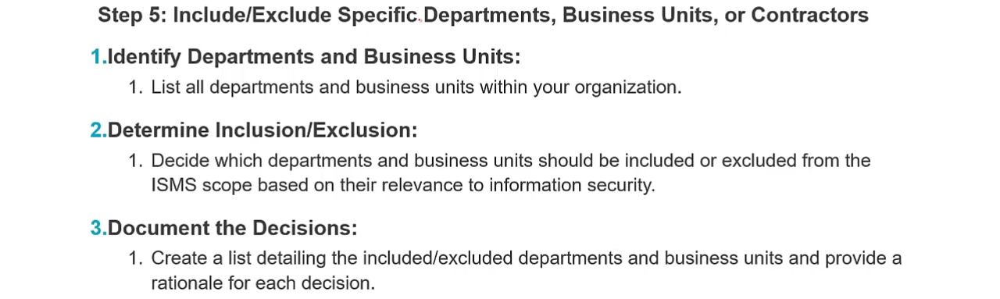 Step 5: Include/Exclude Specific Departments, Business Units, or Contractors
1.Identify Departments and Business Units:
1. List all departments and business units within your organization.
2.Determine Inclusion/Exclusion:
1. Decide which departments and business units should be included or excluded from the
ISMS scope based on their relevance to information security.
3.Document the Decisions:
1. Create a list detailing the included/excluded departments and business units and provide a
rationale for each decision.